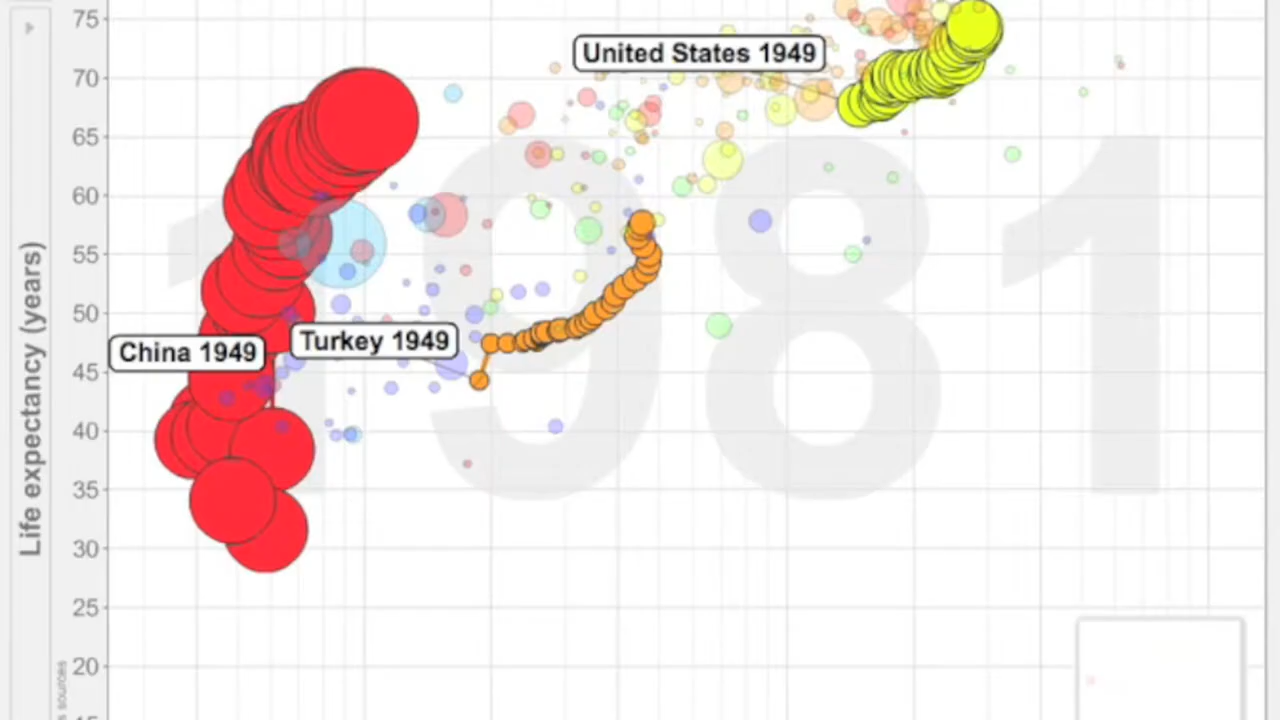 75
United States 1949
70
65
60
55
50
China 1949
Turkey 1949
45
40
35
30
25
20
Life expectancy (years)
1981
sources